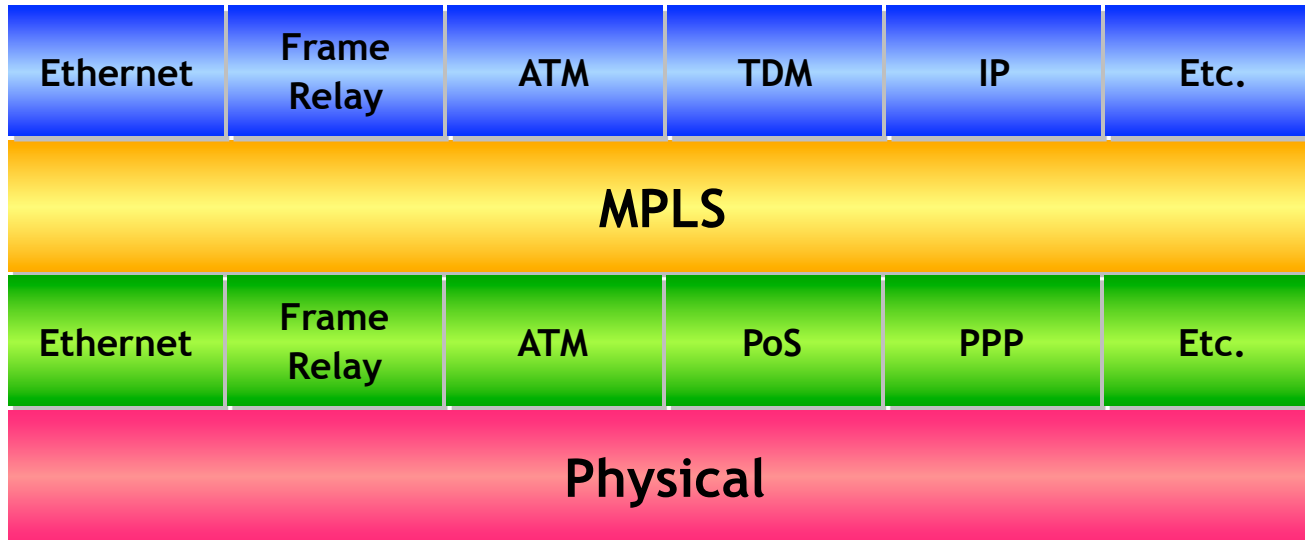 Ethernet
Frame
Relay
ATM
TDM
IP
Etc.
MPLS
Ethernet
Frame
Relay
ATM
PoS
PPP
Etc.
Physical